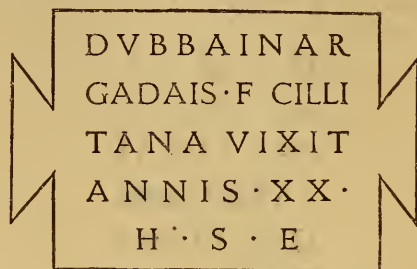 DVBBAINAR
GADAIS·F CILLI
TANA VIXIT
ANNIS·XX·
H·S·E